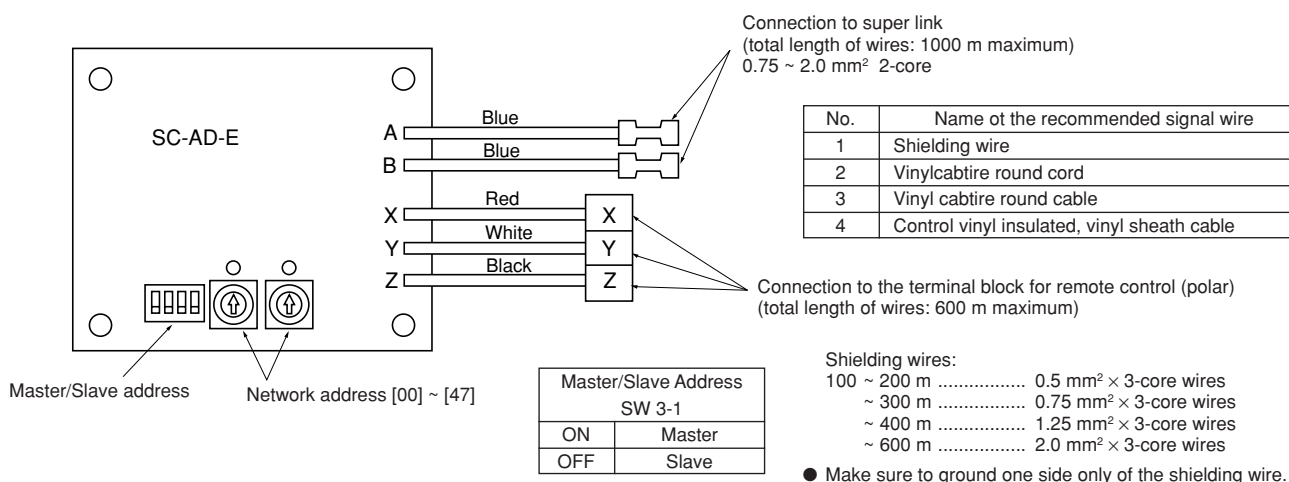 Connection to super link
(total length of wires: 1000 m maximum)
0.75 ~ 2.0 mm² 2-core
SC-AD-E
A
Blue
B
Blue
X
Red
X
Y
White
Y
Z
Black
Z
No. Name ot the recommended signal wire
1 Shielding wire
2 Vinylcabtire round cord
3 Vinyl cabtire round cable
4 Control vinyl insulated, vinyl sheath cable
Connection to the terminal block for remote control (polar)
(total length of wires: 600 m maximum)
Master/Slave address
Network address [00] ~ [47]
Master/Slave Address
SW 3-1
ON Master
OFF Slave
Shielding wires:
100 ~ 200 m ................. 0.5 mm² × 3-core wires
~ 300 m ................. 0.75 mm² × 3-core wires
~ 400 m ................. 1.25 mm² × 3-core wires
~ 600 m ................. 2.0 mm² × 3-core wires
● Make sure to ground one side only of the shielding wire.